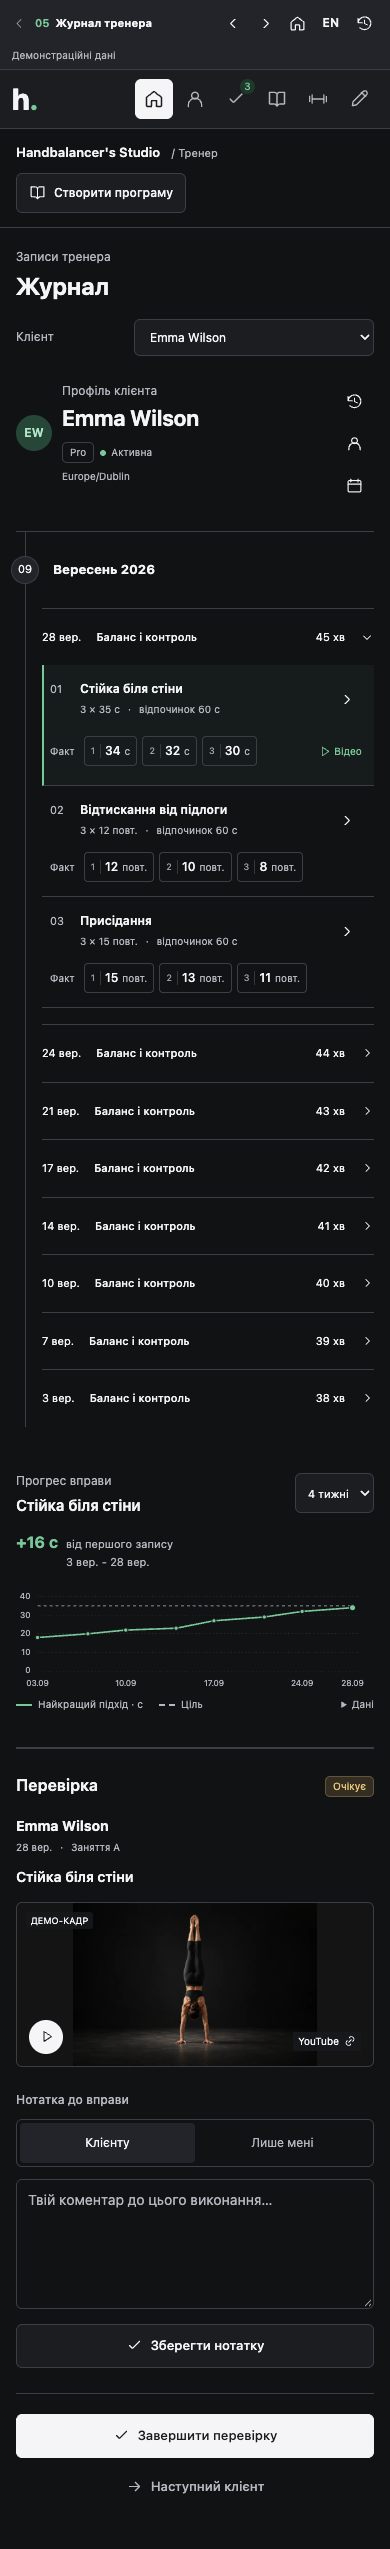 05 Журнал тренера EN
Демонстраційні дані
h. 3
Handbalancer's Studio / Тренер
Створити програму
Записи тренера
Журнал
Клієнт Emma Wilson
Профіль клієнта
EW Emma Wilson
Pro Активна
Europe/Dublin
09 Вересень 2026
28 вер. Баланс і контроль 45 хв
01 Стійка біля стіни
3 × 35 с · відпочинок 60 с
Факт 1 34 с 2 32 с 3 30 с Відео
02 Відтискання від підлоги
3 × 12 повт. · відпочинок 60 с
Факт 1 12 повт. 2 10 повт. 3 8 повт.
03 Присідання
3 × 15 повт. · відпочинок 60 с
Факт 1 15 повт. 2 13 повт. 3 11 повт.
24 вер. Баланс і контроль 44 хв
21 вер. Баланс і контроль 43 хв
17 вер. Баланс і контроль 42 хв
14 вер. Баланс і контроль 41 хв
10 вер. Баланс і контроль 40 хв
7 вер. Баланс і контроль 39 хв
3 вер. Баланс і контроль 38 хв
Прогрес вправи
Стійка біля стіни 4 тижні
+16 с від першого запису
3 вер. - 28 вер.
40
30
20
10
0
03.09 10.09 17.09 24.09 28.09
Найкращий підхід · с Ціль Дані
Перевірка Очікує
Emma Wilson
28 вер. · Заняття А
Стійка біля стіни
ДЕМО-КАДР
YouTube
Нотатка до вправи
Клієнту Лише мені
Твій коментар до цього виконання...
Зберегти нотатку
Завершити перевірку
Наступний клієнт